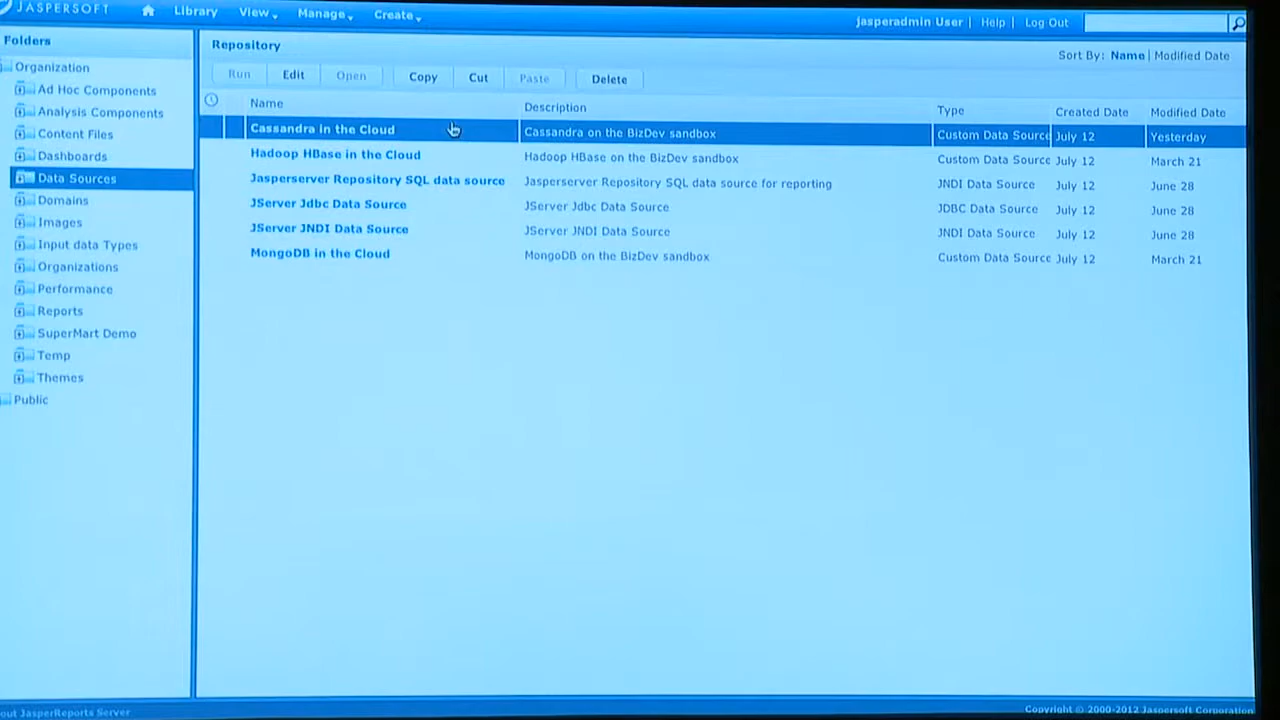 JASPERSOFT Library View Manage Create jasperadmin User | Help | Log Out
Folders
Organization
Ad Hoc Components
Analysis Components
Content Files
Dashboards
Data Sources
Domains
Images
Input data Types
Organizations
Performance
Reports
SuperMart Demo
Temp
Themes
Public
Repository
Sort By: Name | Modified Date
Run Edit Open Copy Cut Paste Delete
Name Description Type Created Date Modified Date
Cassandra in the Cloud Cassandra on the BizDev sandbox Custom Data Source July 12 Yesterday
Hadoop HBase in the Cloud Hadoop HBase on the BizDev sandbox Custom Data Source July 12 March 21
Jasperserver Repository SQL data source Jasperserver Repository SQL data source for reporting JNDI Data Source July 12 June 28
JServer Jdbc Data Source JServer Jdbc Data Source JDBC Data Source July 12 June 28
JServer JNDI Data Source JServer JNDI Data Source JNDI Data Source July 12 June 28
MongoDB in the Cloud MongoDB on the BizDev sandbox Custom Data Source July 12 March 21
out JasperReports Server Copyright © 2000-2012 Jaspersoft Corporation